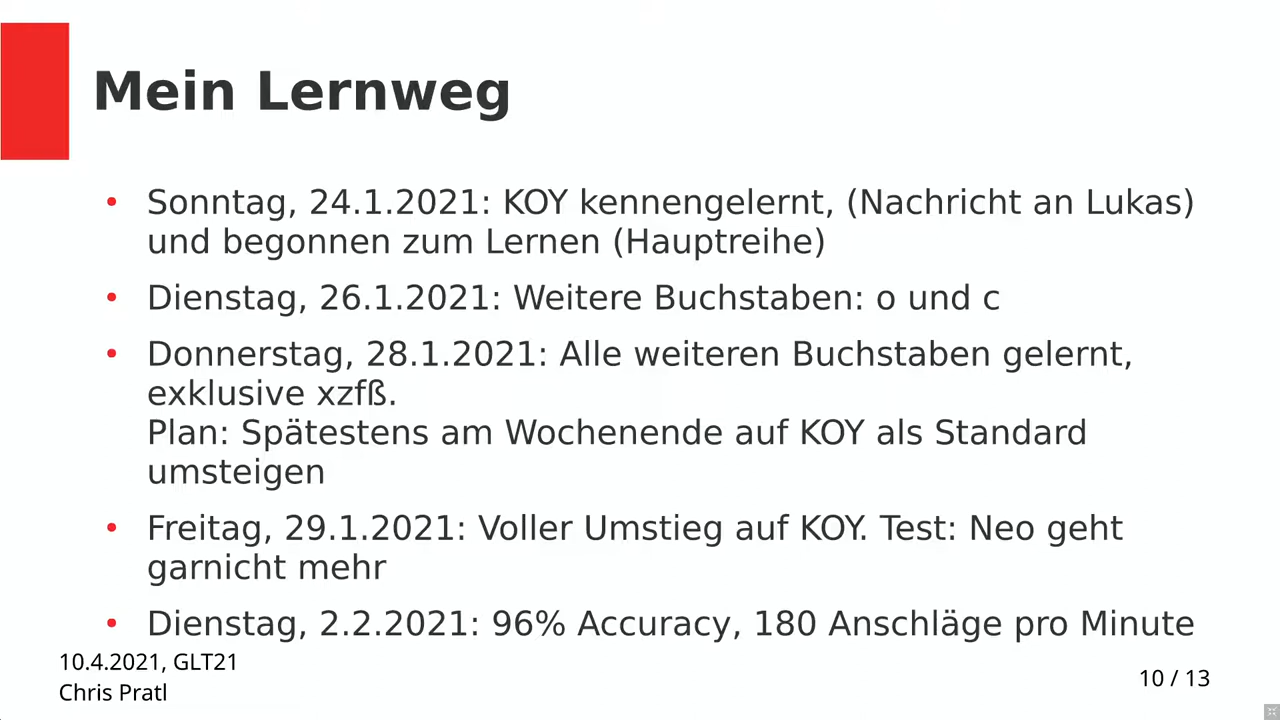 Mein Lernweg
• Sonntag, 24.1.2021: KOY kennengelernt, (Nachricht an Lukas)
und begonnen zum Lernen (Hauptreihe)
• Dienstag, 26.1.2021: Weitere Buchstaben: o und c
• Donnerstag, 28.1.2021: Alle weiteren Buchstaben gelernt,
exklusive xzfß.
Plan: Spätestens am Wochenende auf KOY als Standard
umsteigen
• Freitag, 29.1.2021: Voller Umstieg auf KOY. Test: Neo geht
garnicht mehr
• Dienstag, 2.2.2021: 96% Accuracy, 180 Anschläge pro Minute
10.4.2021, GLT21
Chris Pratl
10 / 13